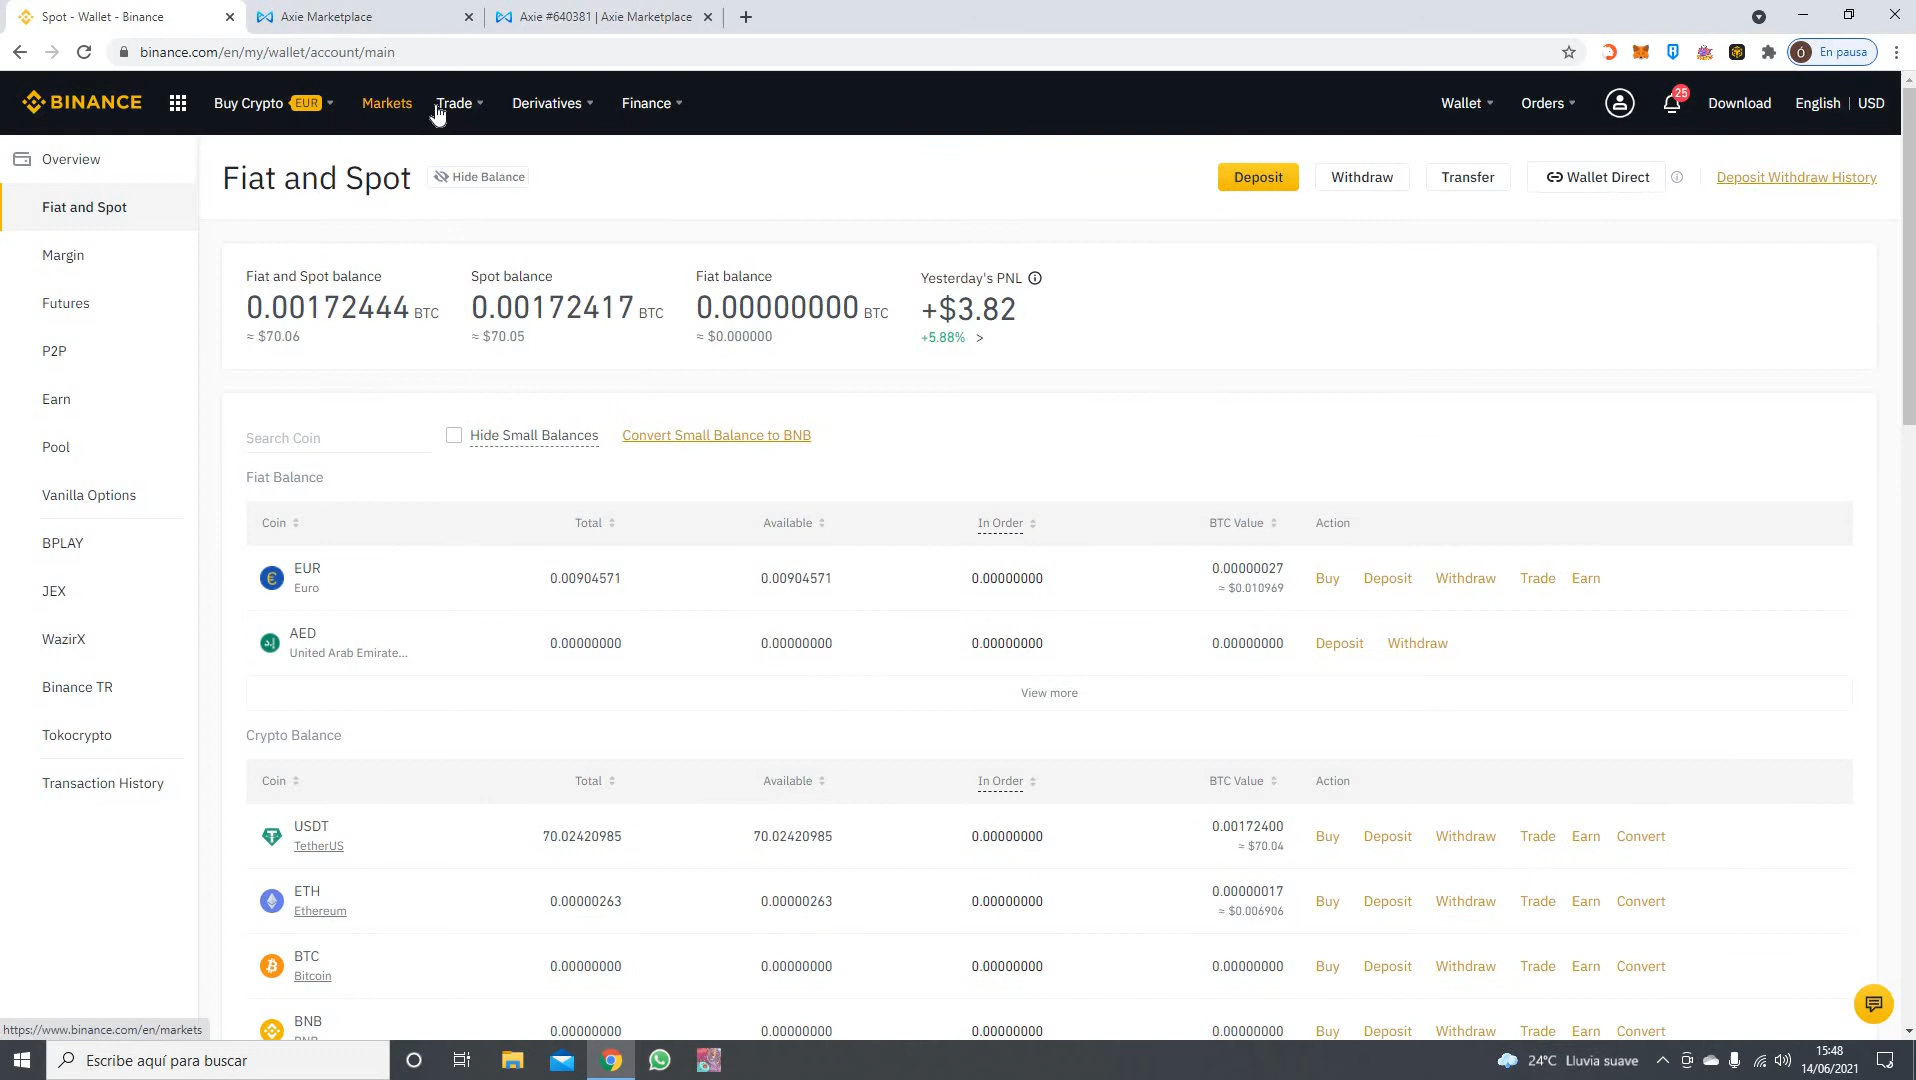 Spot - Wallet - Binance
Axie Marketplace
Axie #640381 | Axie Marketplace
binance.com/en/my/wallet/account/main
ó En pausa
BINANCE
Buy Crypto EUR
Markets
Trade
Derivatives
Finance
Wallet
Orders
25
Download
English | USD
Overview
Fiat and Spot
Margin
Futures
P2P
Earn
Pool
Vanilla Options
BPLAY
JEX
WazirX
Binance TR
Tokocrypto
Transaction History
Fiat and Spot
Hide Balance
Deposit
Withdraw
Transfer
Wallet Direct
Deposit Withdraw History
Fiat and Spot balance
0.00172444 BTC
≈ $70.06
Spot balance
0.00172417 BTC
≈ $70.05
Fiat balance
0.00000000 BTC
≈ $0.000000
Yesterday's PNL
+$3.82
+5.88% >
Search Coin
Hide Small Balances
Convert Small Balance to BNB
Fiat Balance
Coin Total Available In Order BTC Value Action
EUR
Euro
0.00904571 0.00904571 0.00000000
0.00000027
≈ $0.010969
Buy Deposit Withdraw Trade Earn
AED
United Arab Emirate...
0.00000000 0.00000000 0.00000000 0.00000000
Deposit Withdraw
View more
Crypto Balance
Coin Total Available In Order BTC Value Action
USDT
TetherUS
70.02420985 70.02420985 0.00000000
0.00172400
≈ $70.04
Buy Deposit Withdraw Trade Earn Convert
ETH
Ethereum
0.00000263 0.00000263 0.00000000
0.00000017
≈ $0.006906
Buy Deposit Withdraw Trade Earn Convert
BTC
Bitcoin
0.00000000 0.00000000 0.00000000 0.00000000
Buy Deposit Withdraw Trade Earn Convert
BNB
BNB
0.00000000 0.00000000 0.00000000 0.00000000
Buy Deposit Withdraw Trade Earn Convert
https://www.binance.com/en/markets
Escribe aquí para buscar
24°C Lluvia suave
15:48
14/06/2021